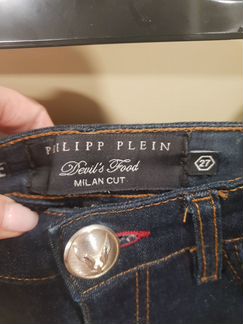 PHILIPP PLEIN
Devil's Food
MILAN CUT
27